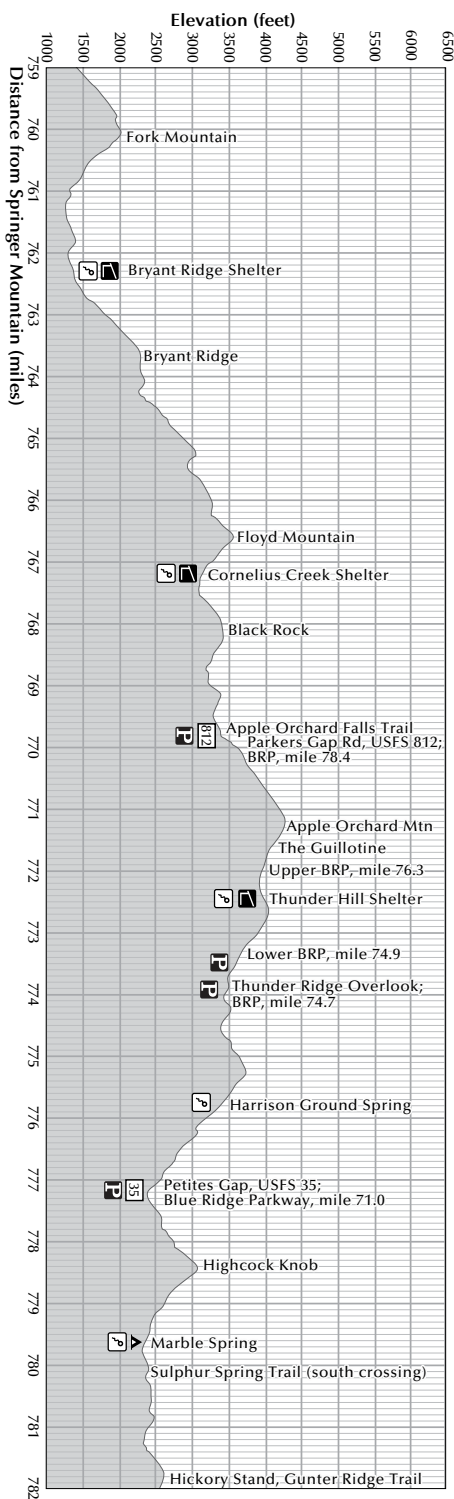 Elevation (feet)
1000 1500 2000 2500 3000 3500 4000 4500 5000 5500 6000 6500
Distance from Springer Mountain (miles)
759
760
761
762
763
764
765
766
767
768
769
770
771
772
773
774
775
776
777
778
779
780
781
782
Fork Mountain
Bryant Ridge Shelter
Bryant Ridge
Floyd Mountain
Cornelius Creek Shelter
Black Rock
Apple Orchard Falls Trail
P 812 Parkers Gap Rd, USFS 812;
BRP, mile 78.4
Apple Orchard Mtn
The Guillotine
Upper BRP, mile 76.3
Thunder Hill Shelter
P Lower BRP, mile 74.9
P Thunder Ridge Overlook;
BRP, mile 74.7
Harrison Ground Spring
P 35 Petites Gap, USFS 35;
Blue Ridge Parkway, mile 71.0
Highcock Knob
Marble Spring
Sulphur Spring Trail (south crossing)
Hickory Stand, Gunter Ridge Trail